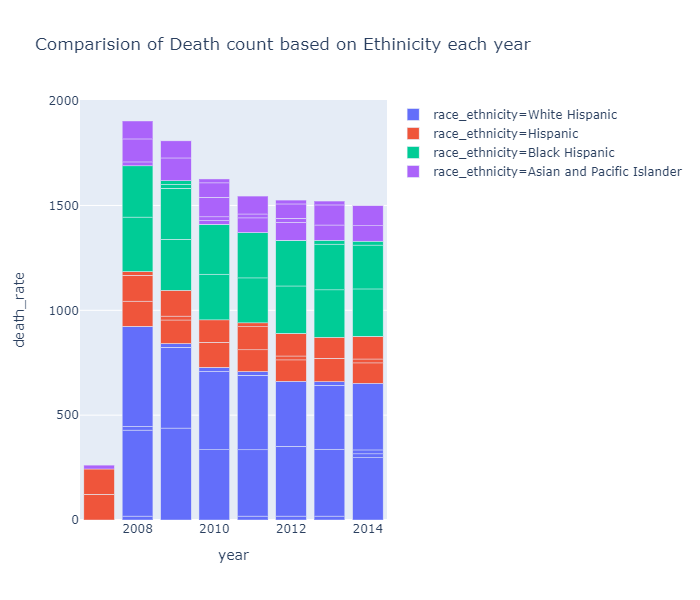 Comparision of Death count based on Ethinicity each year
2000
1500
1000
500
0
death_rate
2008
2010
2012
2014
year
race_ethnicity=White Hispanic
race_ethnicity=Hispanic
race_ethnicity=Black Hispanic
race_ethnicity=Asian and Pacific Islander